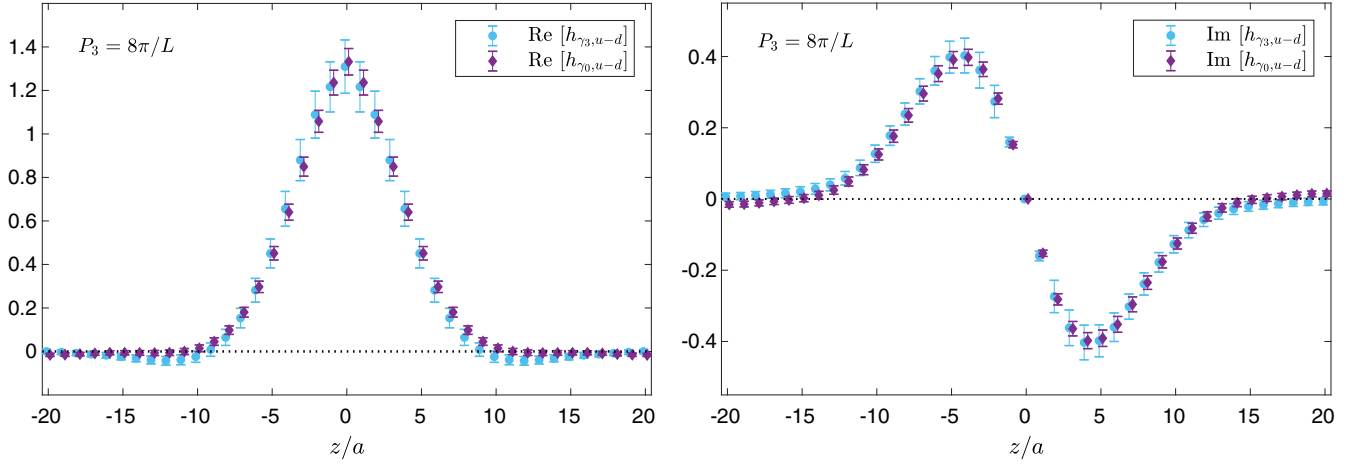 P₃ = 8π/L
Re [h_{γ₃,u−d}]
Re [h_{γ₀,u−d}]
1.4
1.2
1
0.8
0.6
0.4
0.2
0
-20 -15 -10 -5 0 5 10 15 20
z/a
P₃ = 8π/L
Im [h_{γ₃,u−d}]
Im [h_{γ₀,u−d}]
0.4
0.2
0
-0.2
-0.4
-20 -15 -10 -5 0 5 10 15 20
z/a